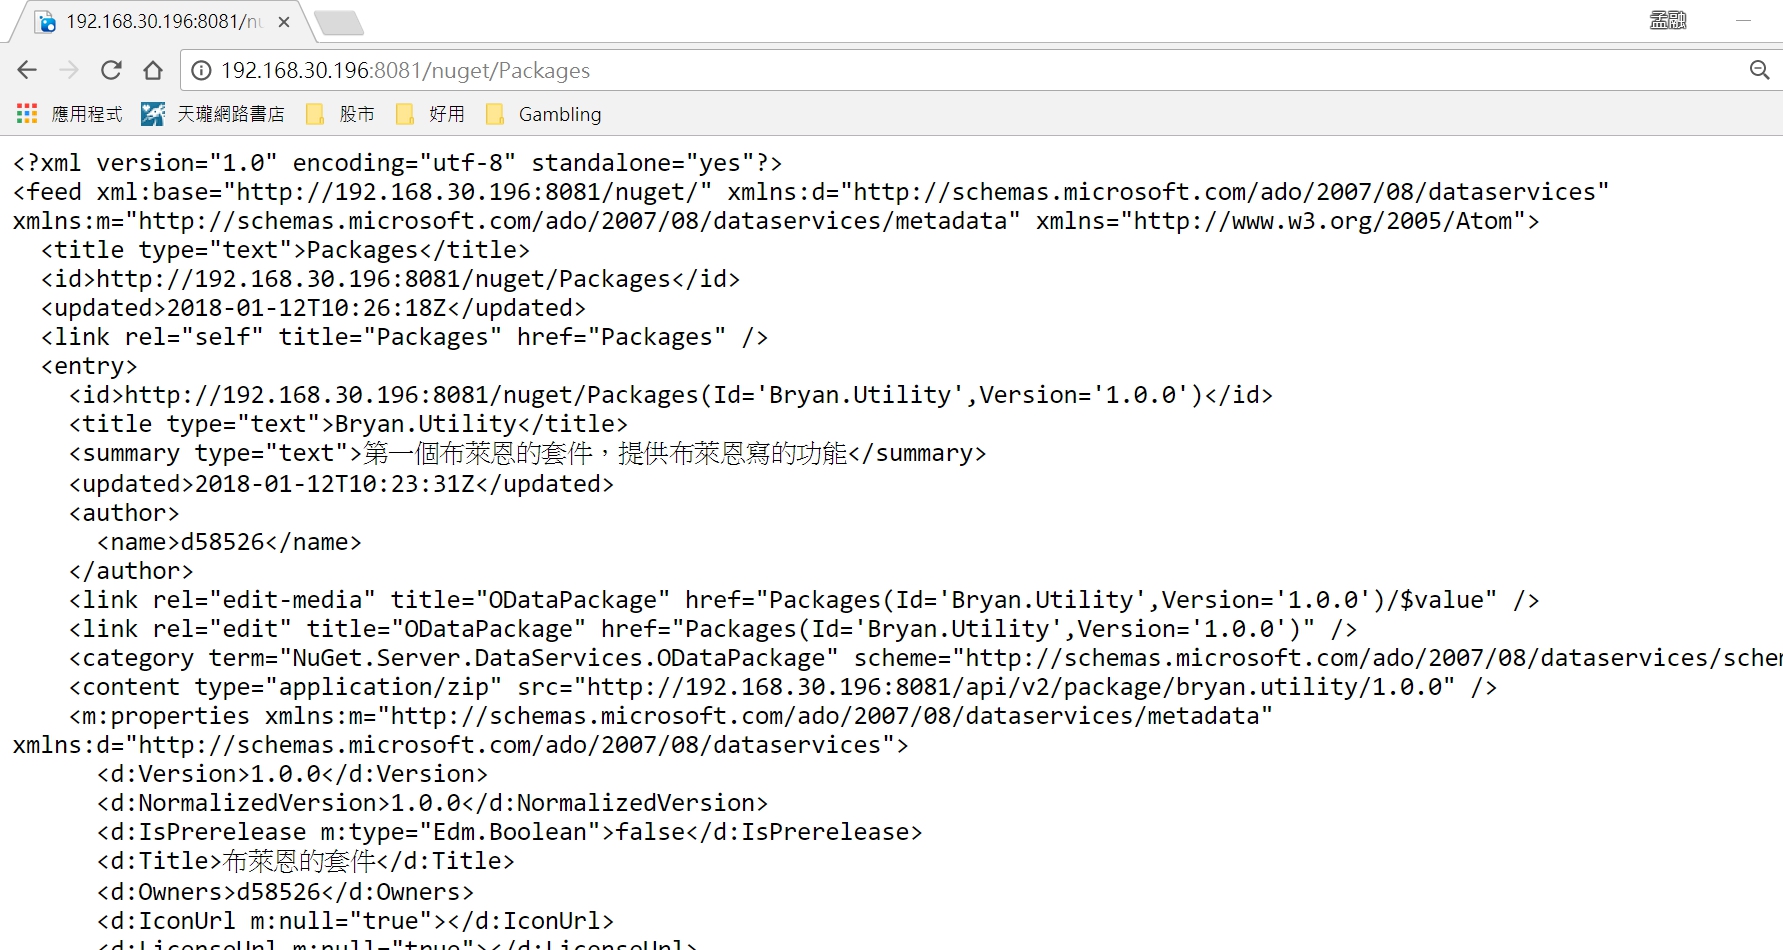 192.168.30.196:8081/nu
孟融
192.168.30.196:8081/nuget/Packages
應用程式 天瓏網路書店 股市 好用 Gambling
<?xml version="1.0" encoding="utf-8" standalone="yes"?>
<feed xml:base="http://192.168.30.196:8081/nuget/" xmlns:d="http://schemas.microsoft.com/ado/2007/08/dataservices"
xmlns:m="http://schemas.microsoft.com/ado/2007/08/dataservices/metadata" xmlns="http://www.w3.org/2005/Atom">
<title type="text">Packages</title>
<id>http://192.168.30.196:8081/nuget/Packages</id>
<updated>2018-01-12T10:26:18Z</updated>
<link rel="self" title="Packages" href="Packages" />
<entry>
<id>http://192.168.30.196:8081/nuget/Packages(Id='Bryan.Utility',Version='1.0.0')</id>
<title type="text">Bryan.Utility</title>
<summary type="text">第一個布萊恩的套件，提供布萊恩寫的功能</summary>
<updated>2018-01-12T10:23:31Z</updated>
<author>
<name>d58526</name>
</author>
<link rel="edit-media" title="ODataPackage" href="Packages(Id='Bryan.Utility',Version='1.0.0')/$value" />
<link rel="edit" title="ODataPackage" href="Packages(Id='Bryan.Utility',Version='1.0.0')" />
<category term="NuGet.Server.DataServices.ODataPackage" scheme="http://schemas.microsoft.com/ado/2007/08/dataservices/schem
<content type="application/zip" src="http://192.168.30.196:8081/api/v2/package/bryan.utility/1.0.0" />
<m:properties xmlns:m="http://schemas.microsoft.com/ado/2007/08/dataservices/metadata"
xmlns:d="http://schemas.microsoft.com/ado/2007/08/dataservices">
<d:Version>1.0.0</d:Version>
<d:NormalizedVersion>1.0.0</d:NormalizedVersion>
<d:IsPrerelease m:type="Edm.Boolean">false</d:IsPrerelease>
<d:Title>布萊恩的套件</d:Title>
<d:Owners>d58526</d:Owners>
<d:IconUrl m:null="true"></d:IconUrl>
<d:LicenseUrl m:null="true"></d:LicenseUrl>